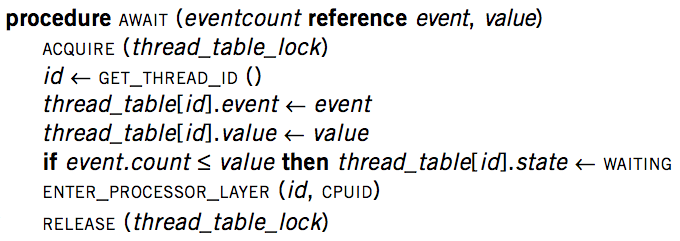 procedure AWAIT (eventcount reference event, value)
ACQUIRE (thread_table_lock)
id ← GET_THREAD_ID ()
thread_table[id].event ← event
thread_table[id].value ← value
if event.count ≤ value then thread_table[id].state ← WAITING
ENTER_PROCESSOR_LAYER (id, CPUID)
RELEASE (thread_table_lock)